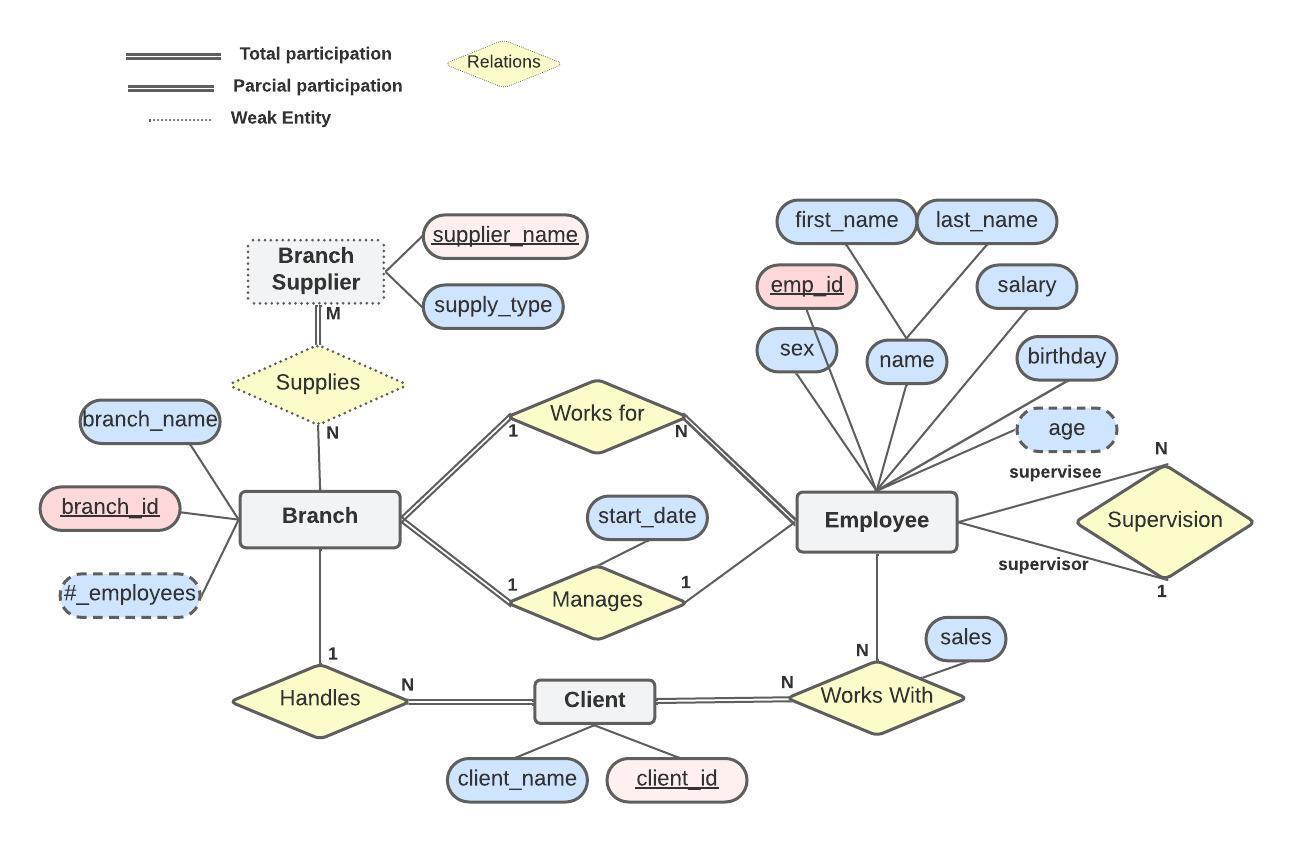 Total participation
Relations
Parcial participation
Weak Entity
first_name
last_name
supplier_name
Branch
Supplier
emp_id
salary
supply_type
M
sex
name
birthday
Supplies
branch_name
Works for
age
1
N
N
N
supervisee
branch_id
Branch
start_date
Employee
Supervision
supervisor
1
1
1
#_employees
Manages
sales
1
N
N
N
Handles
Client
Works With
client_name
client_id